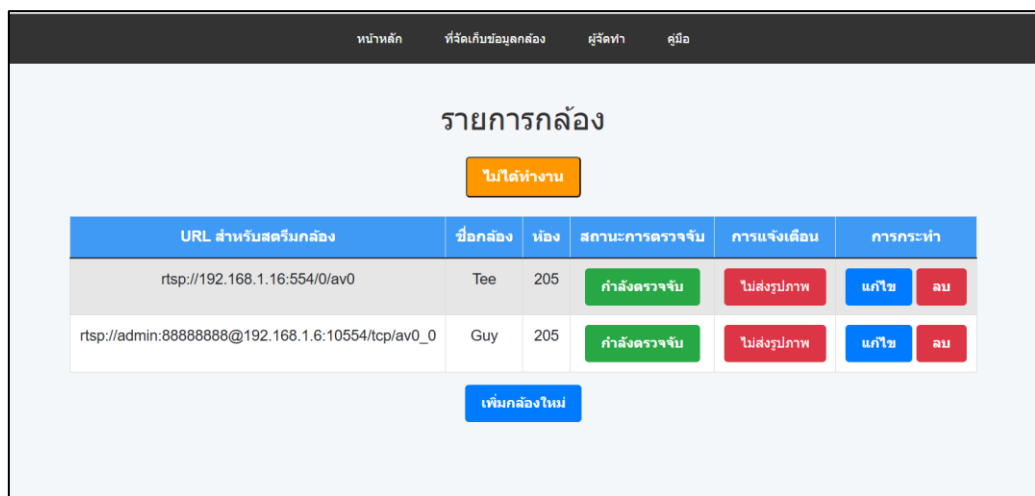 หน้าหลัก ที่จัดเก็บข้อมูลกล้อง ผู้จัดทำ คู่มือ
รายการกล้อง
ไม่ได้ทำงาน
URL สำหรับสตรีมกล้อง ชื่อกล้อง ห้อง สถานะการตรวจจับ การแจ้งเตือน การกระทำ
rtsp://192.168.1.16:554/0/av0 Tee 205 กำลังตรวจจับ ไม่ส่งรูปภาพ แก้ไข ลบ
rtsp://admin:88888888@192.168.1.6:10554/tcp/av0_0 Guy 205 กำลังตรวจจับ ไม่ส่งรูปภาพ แก้ไข ลบ
เพิ่มกล้องใหม่